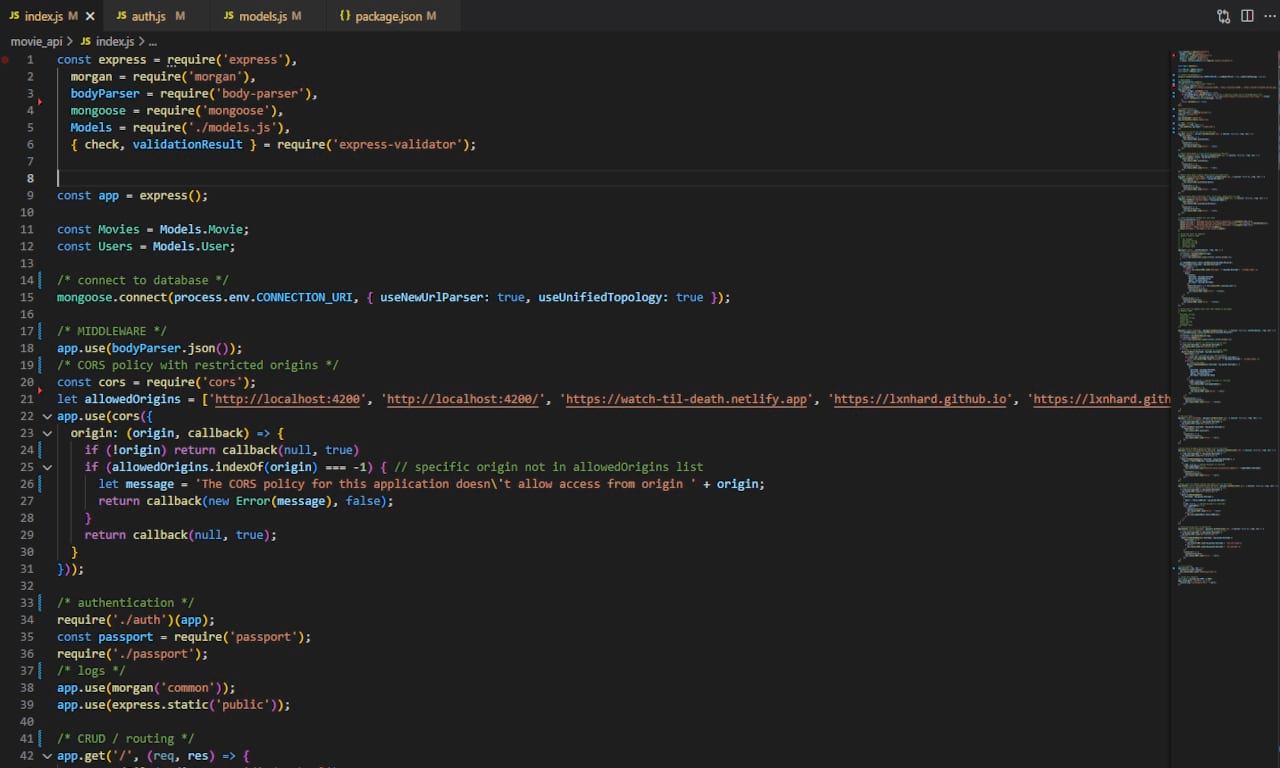 JS index.js M ✕ JS auth.js M JS models.js M {} package.json M ...
movie_api > JS index.js > ...
1 const express = require('express'),
2 morgan = require('morgan'),
3 bodyParser = require('body-parser'),
4 mongoose = require('mongoose'),
5 Models = require('./models.js'),
6 { check, validationResult } = require('express-validator');
7
8
9 const app = express();
10
11 const Movies = Models.Movie;
12 const Users = Models.User;
13
14 /* connect to database */
15 mongoose.connect(process.env.CONNECTION_URI, { useNewUrlParser: true, useUnifiedTopology: true });
16
17 /* MIDDLEWARE */
18 app.use(bodyParser.json());
19 /* CORS policy with restricted origins */
20 const cors = require('cors');
21 let allowedOrigins = ['http://localhost:4200', 'http://localhost:4200/', 'https://watch-til-death.netlify.app', 'https://lxnhard.github.io', 'https://lxnhard.gith
22 app.use(cors({
23 origin: (origin, callback) => {
24 if (!origin) return callback(null, true)
25 if (allowedOrigins.indexOf(origin) === -1) { // specific origin not in allowedOrigins list
26 let message = 'The CORS policy for this application doesn\'t allow access from origin ' + origin;
27 return callback(new Error(message), false);
28 }
29 return callback(null, true);
30 }
31 }));
32
33 /* authentication */
34 require('./auth')(app);
35 const passport = require('passport');
36 require('./passport');
37 /* logs */
38 app.use(morgan('common'));
39 app.use(express.static('public'));
40
41 /* CRUD / routing */
42 app.get('/', (req, res) => {